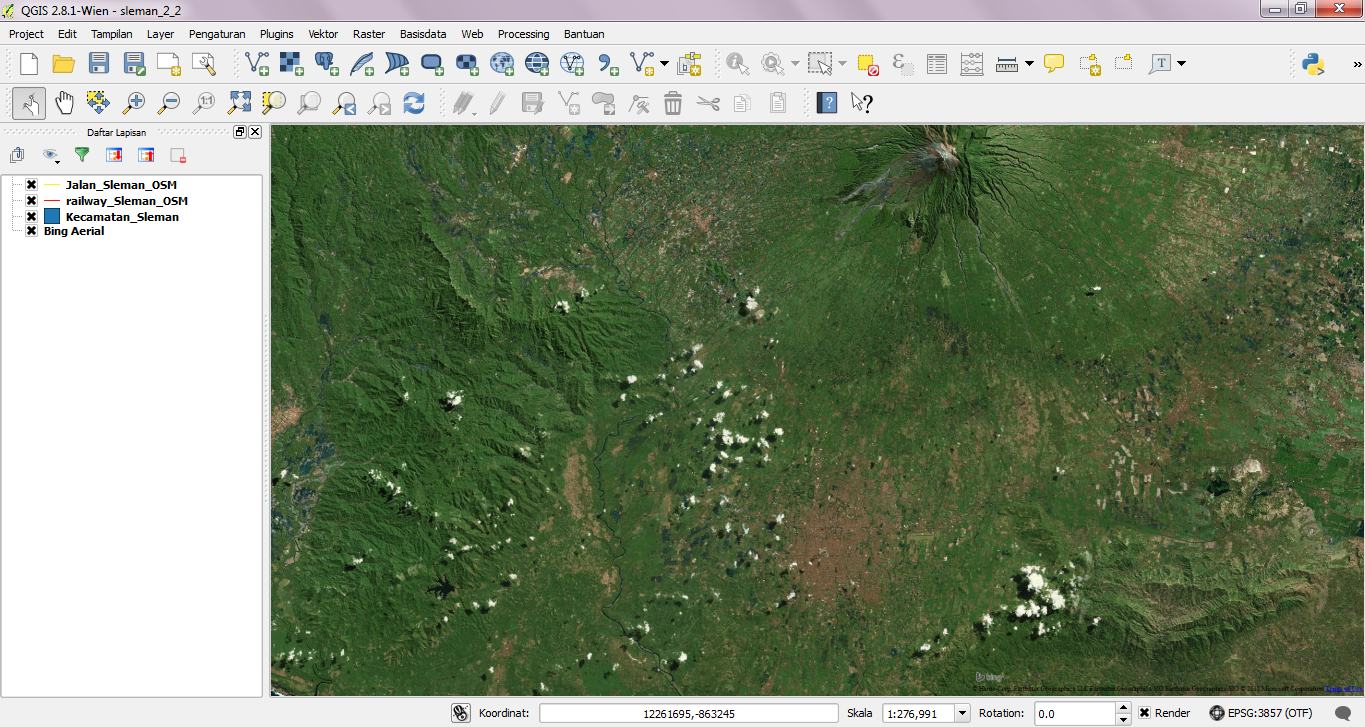 QGIS 2.8.1-Wien - sleman_2_2
Project Edit Tampilan Layer Pengaturan Plugins Vektor Raster Basisdata Web Processing Bantuan
Daftar Lapisan
Jalan_Sleman_OSM
railway_Sleman_OSM
Kecamatan_Sleman
Bing Aerial
bing
Koordinat: 12261695,-863245 Skala 1:276,991 Rotation: 0.0 Render EPSG:3857 (OTF)